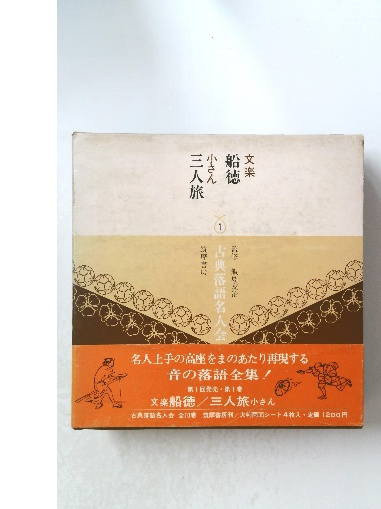 文楽
船徳
小さん
三人旅
1
古典落語名人会
筑摩書房
名人上手の高座をまのあたり再現する
音の落語全集！
第1回発売・第1巻
文楽船徳／三人旅小さん
古典落語名人会 全10巻 筑摩書房刊／大判両面シート4枚入・定価1200円